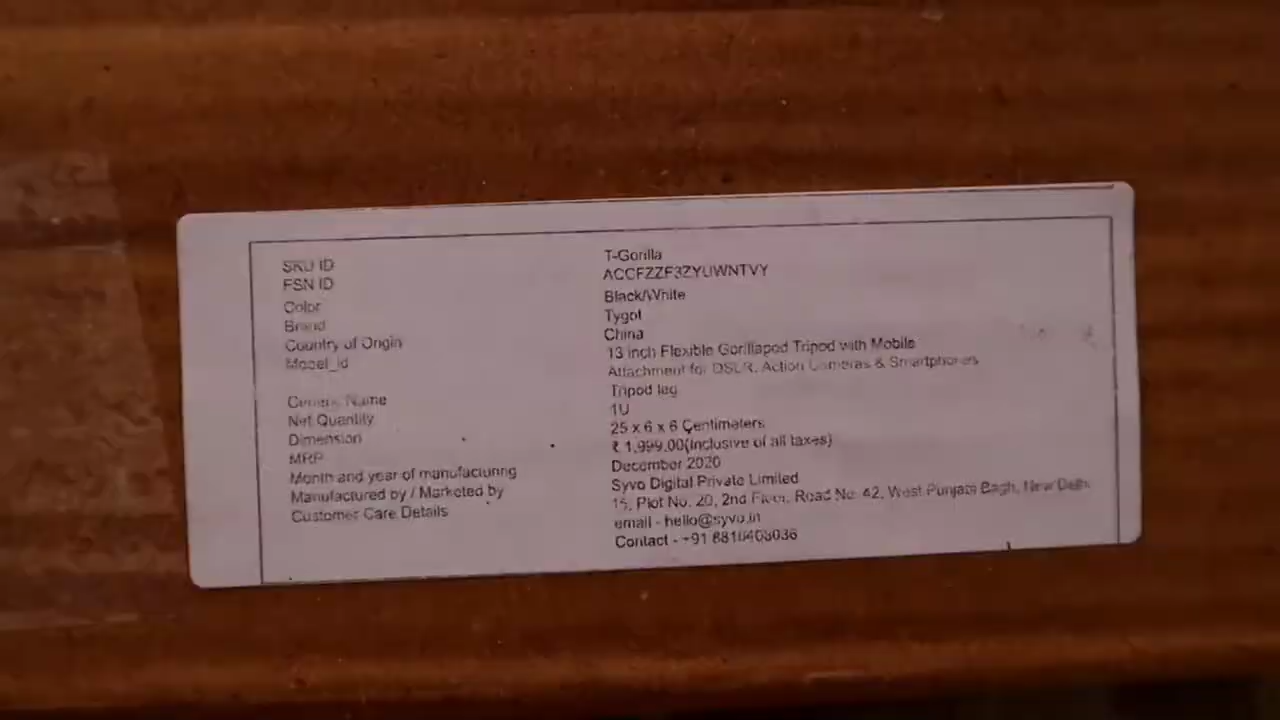 SKU ID T-Gorilla
FSN ID ACCFZZF3ZYUWNTVY
Color Black/White
Brand Tygot
Country of Origin China
Model_id 13 inch Flexible Gorillapod Tripod with Mobile
Attachment for DSLR, Action Cameras & Smartphones
Generic Name Tripod leg
Net Quantity 1U
Dimension 25 x 6 x 6 Centimeters
MRP ₹ 1,999.00(Inclusive of all taxes)
Month and year of manufacturing December 2020
Manufactured by / Marketed by Syvo Digital Private Limited
Customer Care Details 15, Plot No. 20, 2nd Floor, Road No. 42, West Punjabi Bagh, New Delhi
email - hello@syvo.in
Contact - +91